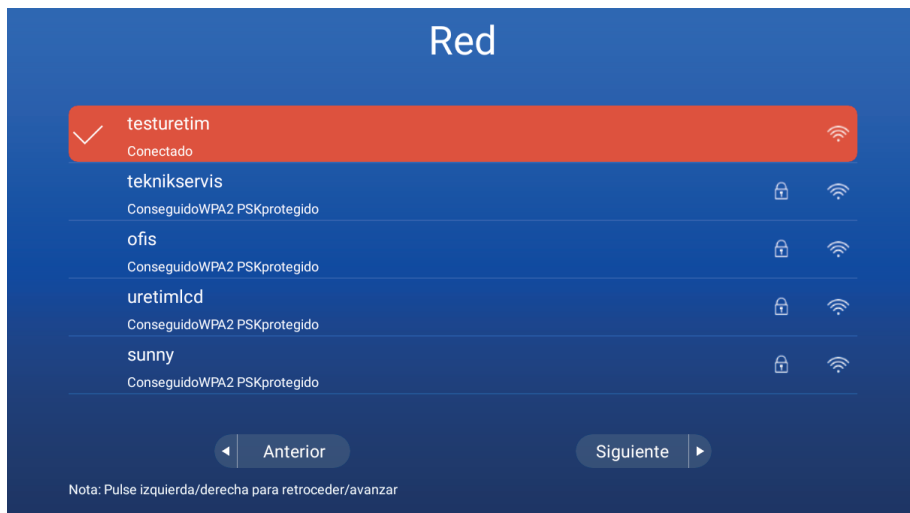 Red
testuretim
Conectado
teknikservis
ConseguidoWPA2 PSKprotegido
ofis
ConseguidoWPA2 PSKprotegido
uretimlcd
ConseguidoWPA2 PSKprotegido
sunny
ConseguidoWPA2 PSKprotegido
Anterior
Siguiente
Nota: Pulse izquierda/derecha para retroceder/avanzar